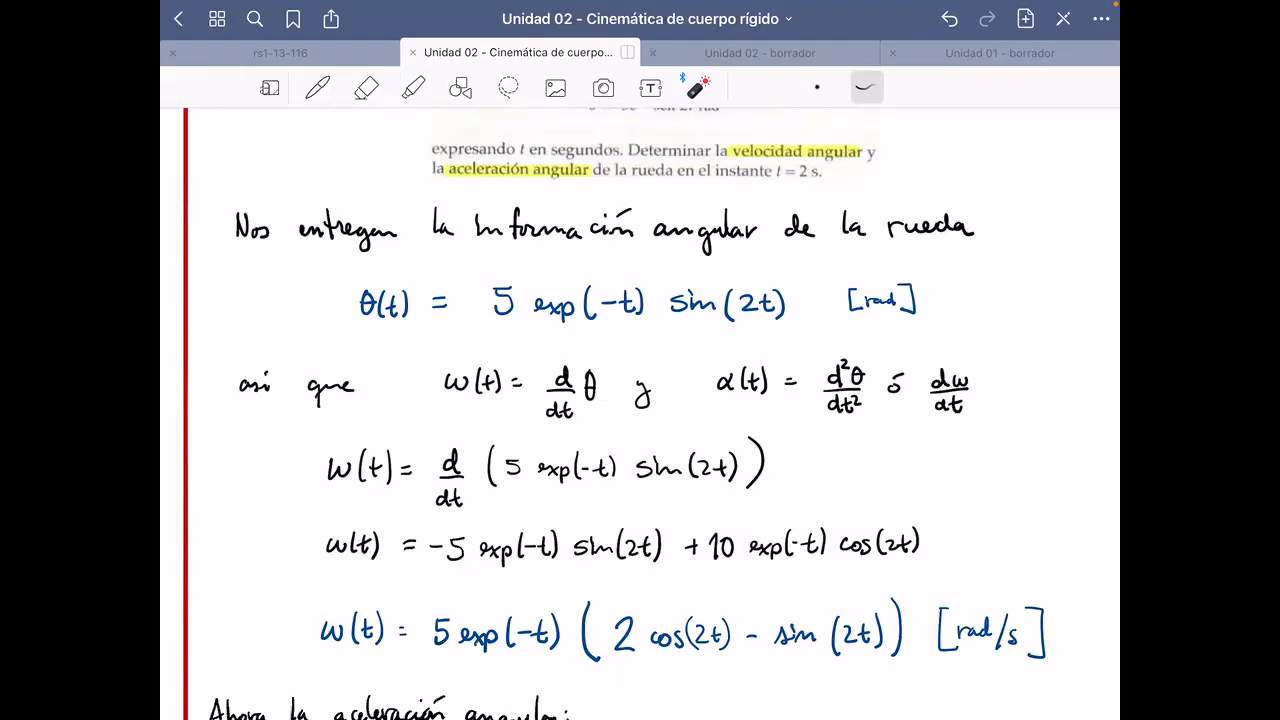 Unidad 02 - Cinemática de cuerpo rígido
rs1-13-116
Unidad 02 - Cinemática de cuerpo...
Unidad 02 - borrador
Unidad 01 - borrador
expresando t en segundos. Determinar la velocidad angular y
la aceleración angular de la rueda en el instante t = 2 s.
Nos entregan la información angular de la rueda
θ(t) = 5 exp(-t) sin(2t) [rad]
así que ω(t) = d/dt θ y α(t) = d²θ/dt² ó dω/dt
ω(t) = d/dt (5 exp(-t) sin(2t))
ω(t) = -5 exp(-t) sin(2t) + 10 exp(-t) cos(2t)
ω(t) = 5 exp(-t) (2 cos(2t) - sin(2t)) [rad/s]
Ahora la aceleración angular: